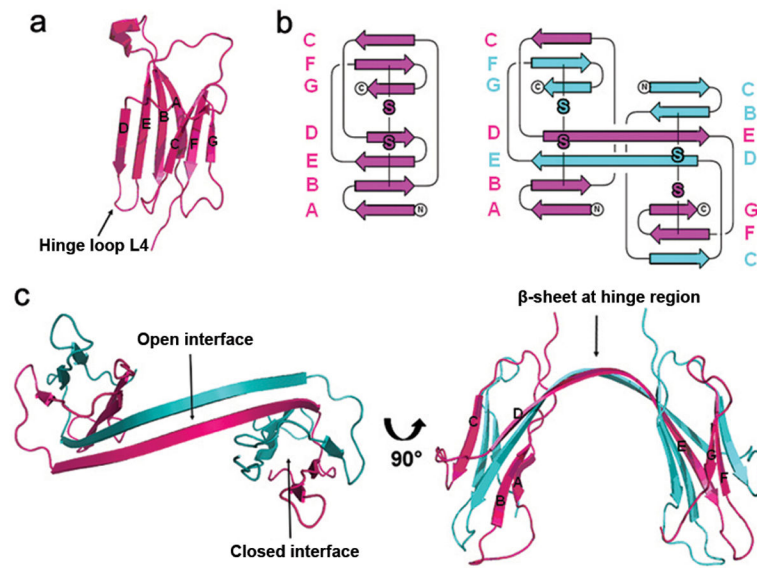 a
D E B A C F G
Hinge loop L4
b
C
F
G C
S
D
S
E
B
A N
C
F
G C S
D S
E
B
A N
N C
B
E
S D
S
C G
F
C
c
Open interface
Closed interface
90°
β-sheet at hinge region
C D E G F
B A